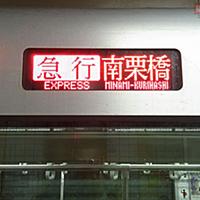 急行 南栗橋
EXPRESS MINAMI-KURIHASHI